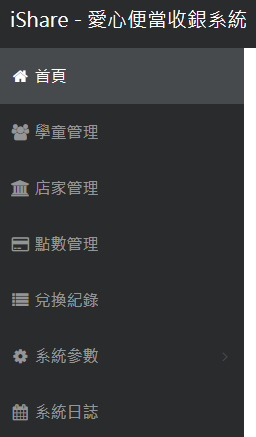 iShare - 愛心便當收銀系統
首頁
學童管理
店家管理
點數管理
兌換紀錄
系統參數
系統日誌